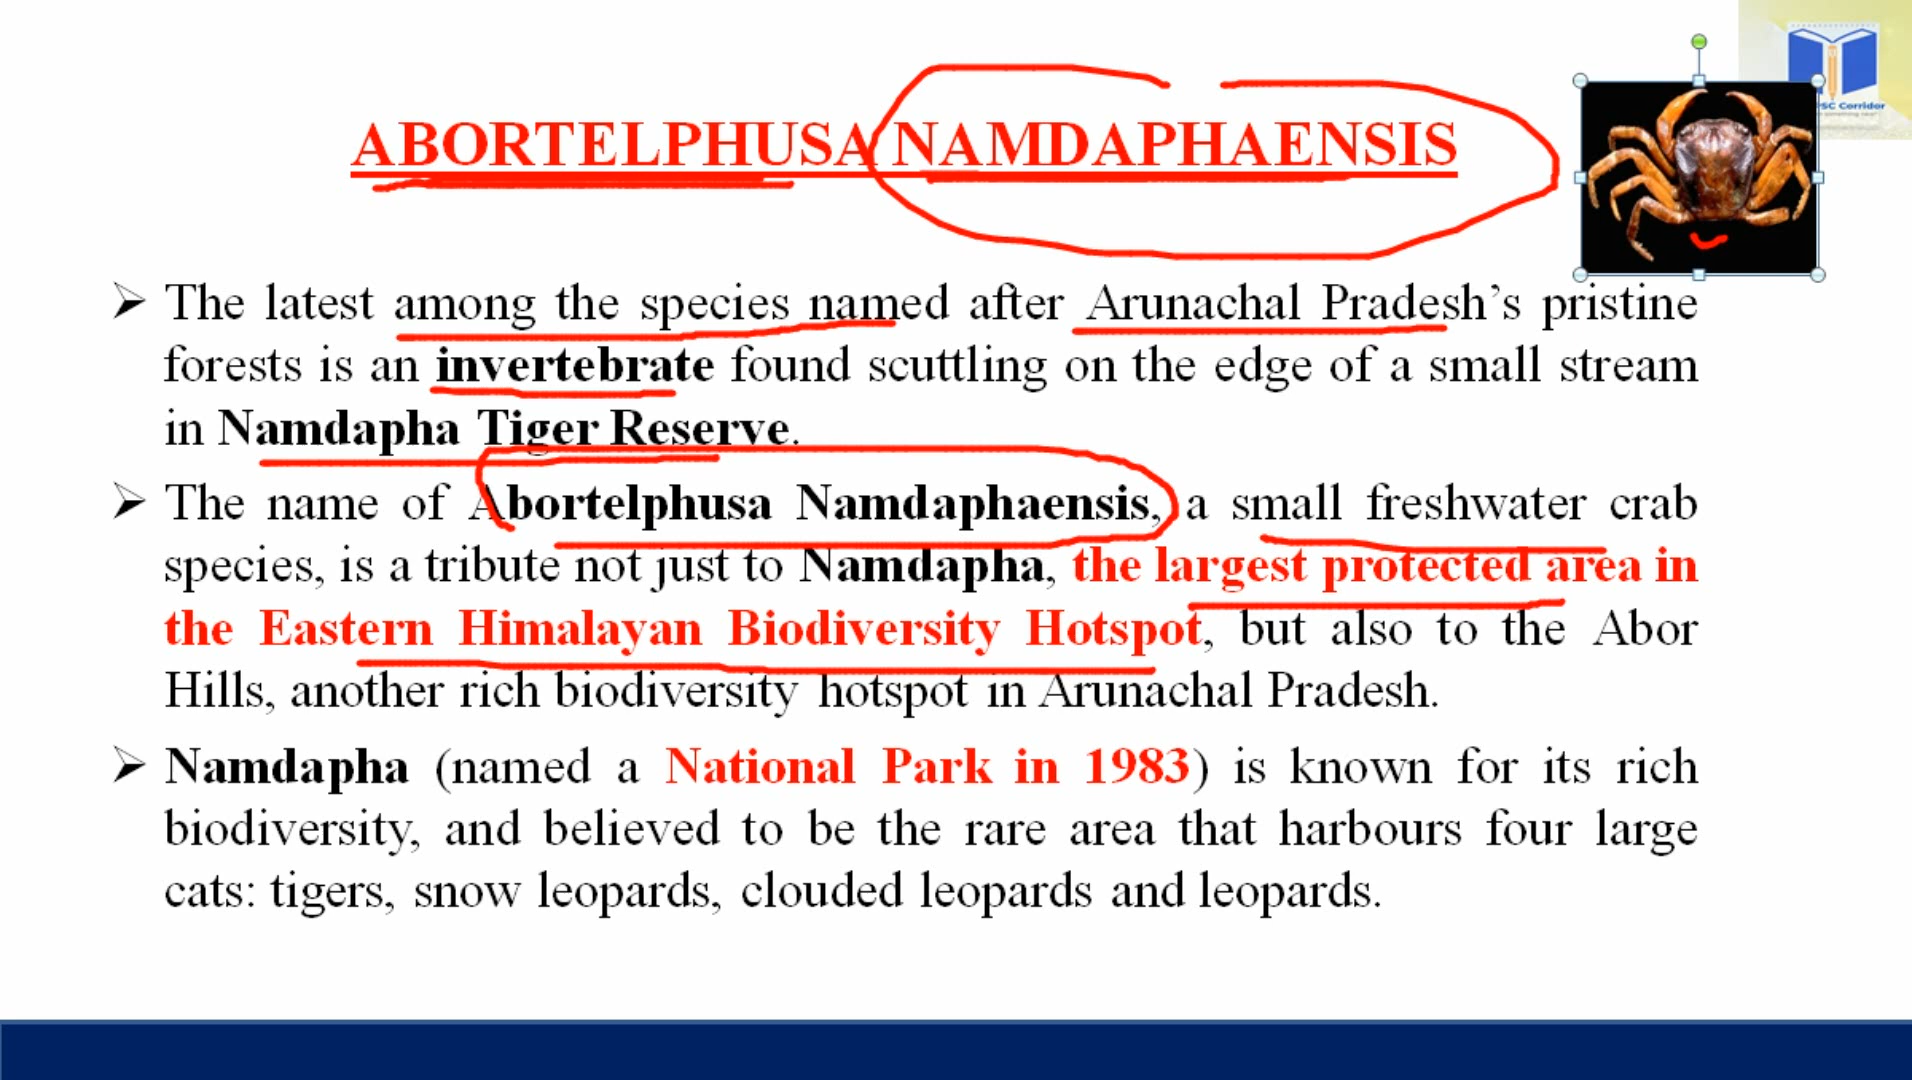 SC Corridor
ABORTELPHUSA NAMDAPHAENSIS
➤ The latest among the species named after Arunachal Pradesh’s pristine
forests is an invertebrate found scuttling on the edge of a small stream
in Namdapha Tiger Reserve.
➤ The name of Abortelphusa Namdaphaensis, a small freshwater crab
species, is a tribute not just to Namdapha, the largest protected area in
the Eastern Himalayan Biodiversity Hotspot, but also to the Abor
Hills, another rich biodiversity hotspot in Arunachal Pradesh.
➤ Namdapha (named a National Park in 1983) is known for its rich
biodiversity, and believed to be the rare area that harbours four large
cats: tigers, snow leopards, clouded leopards and leopards.